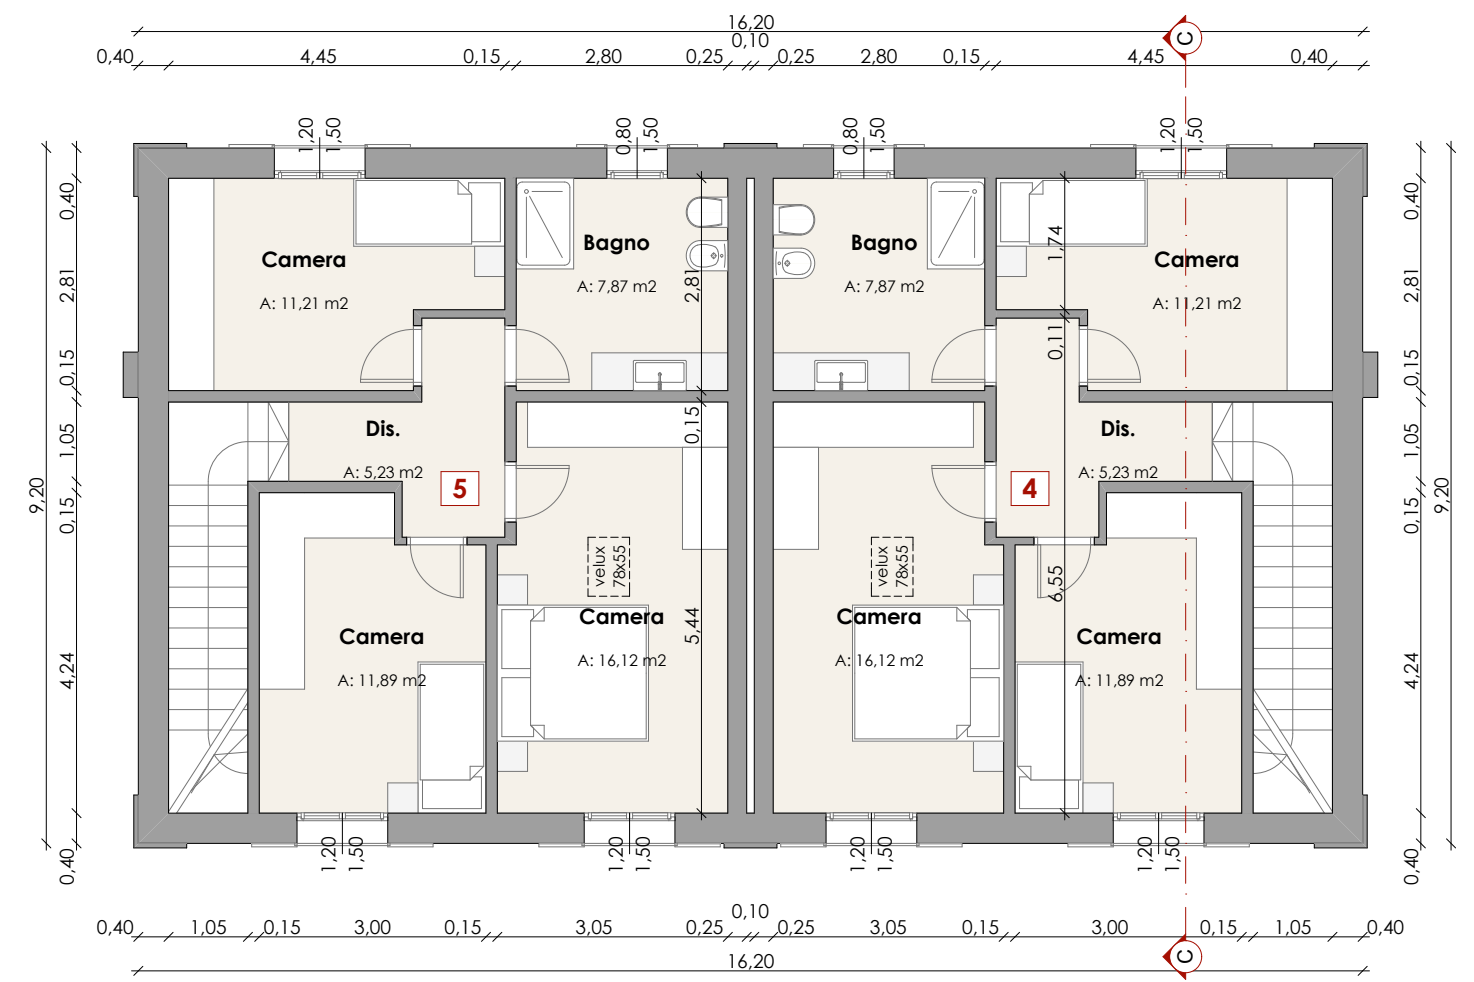 16,20
0,10
0,40 4,45 0,15 2,80 0,25 0,25 2,80 0,15 4,45 0,40
C
1,20 1,50 0,80 1,50 0,80 1,50 1,20 1,50
0,40 0,40
Bagno Bagno
1,74
Camera Camera
2,81 2,81 2,81
A: 7,87 m2 A: 7,87 m2
A: 11,21 m2 A: 11,21 m2
0,11
0,15 0,15
Dis. Dis.
0,15
1,05 1,05
A: 5,23 m2 A: 5,23 m2
5 4
9,20 9,20
0,15 0,15
velux 78x55 velux 78x55
6,55
Camera Camera
5,44
Camera Camera
A: 16,12 m2 A: 16,12 m2
4,24 4,24
A: 11,89 m2 A: 11,89 m2
1,20 1,50 1,20 1,50 1,20 1,50 1,20 1,50
0,40 0,40
0,10
0,40 1,05 0,15 3,00 0,15 3,05 0,25 0,25 3,05 0,15 3,00 0,15 1,05 0,40
C
16,20